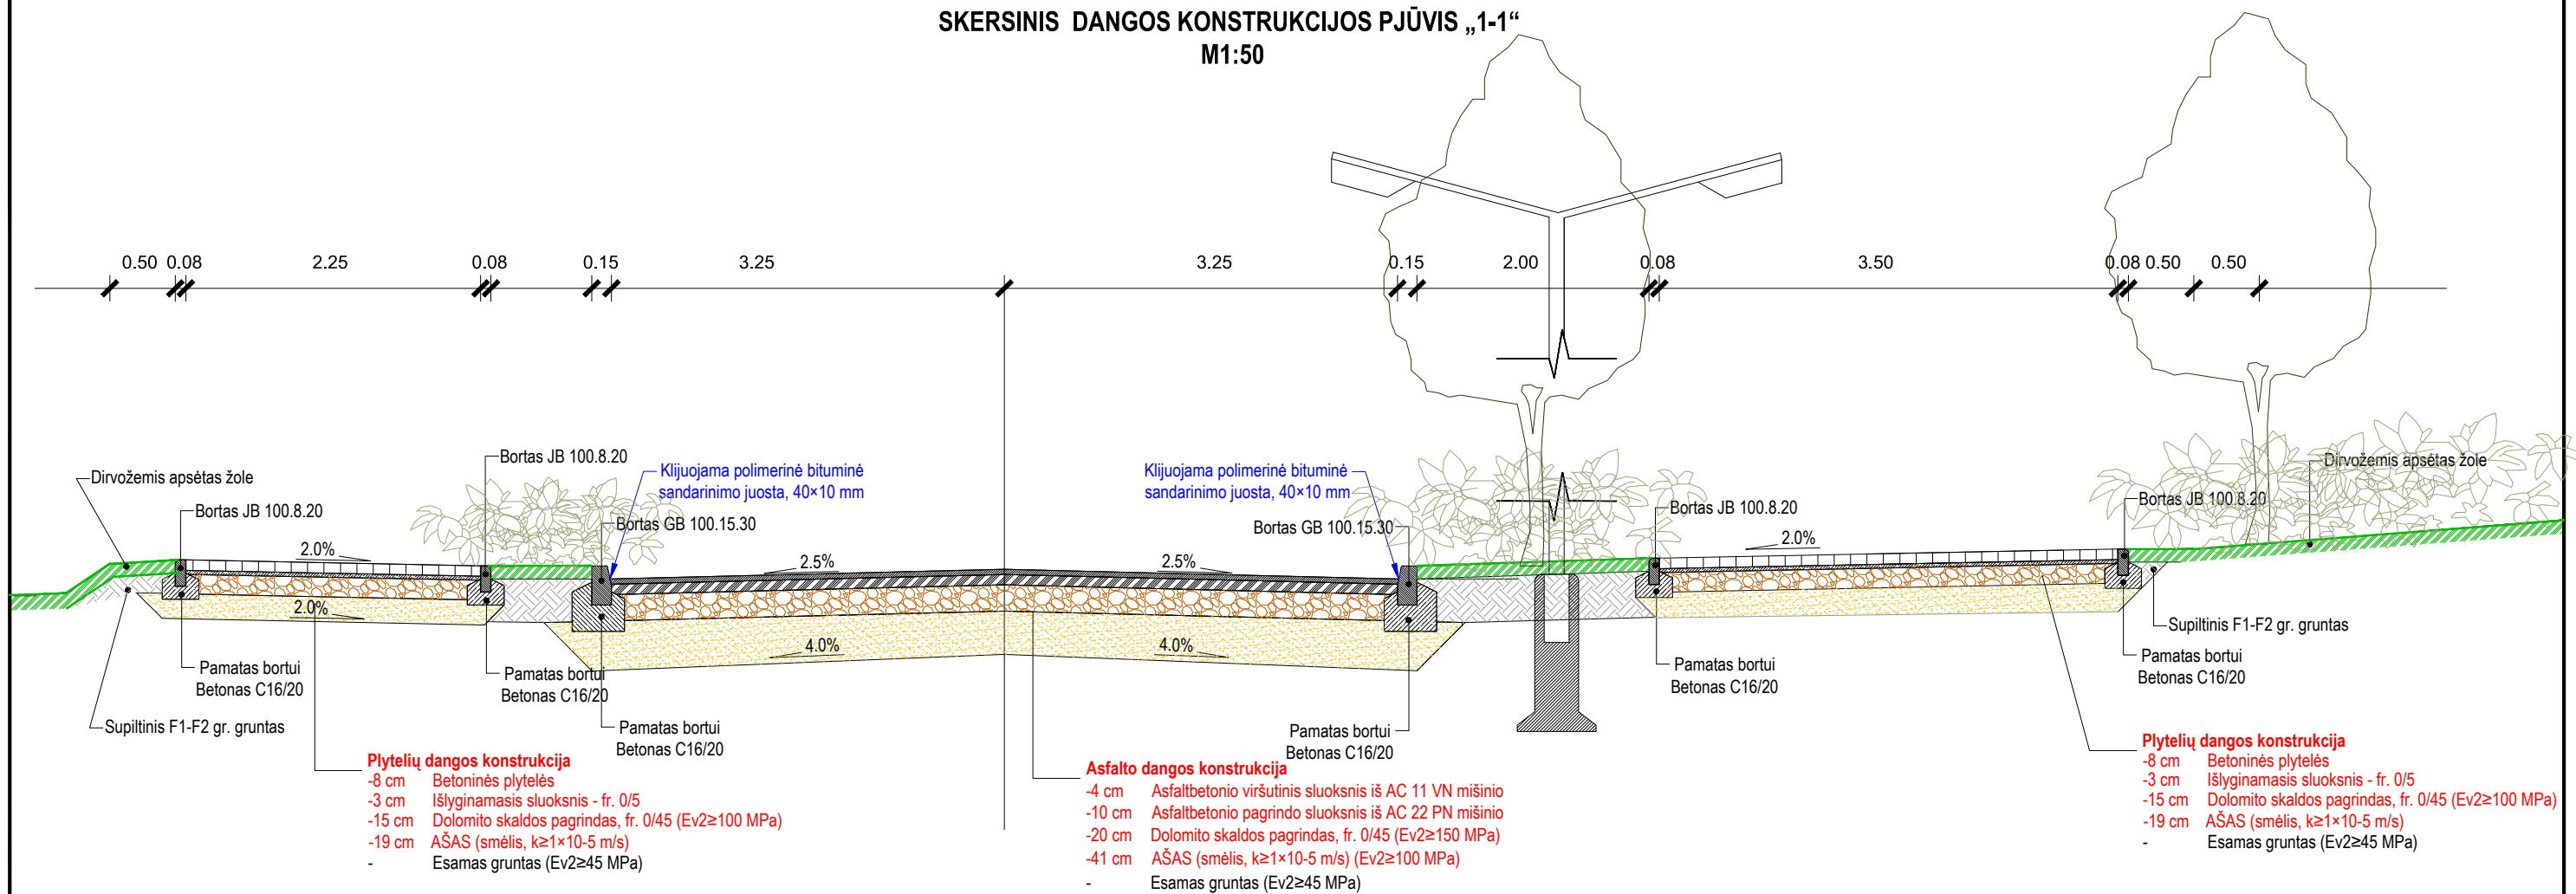 SKERSINIS DANGOS KONSTRUKCIJOS PJŪVIS „1-1“
M1:50
0.50 0.08 2.25 0.08 0.15 3.25 3.25 0.15 2.00 0.08 3.50 0.08 0.50 0.50
Dirvožemis apsėtas žole
Bortas JB 100.8.20
Bortas JB 100.8.20
Klijuojama polimerinė bituminė
sandarinimo juosta, 40×10 mm
Bortas GB 100.15.30
Klijuojama polimerinė bituminė
sandarinimo juosta, 40×10 mm
Bortas GB 100.15.30
Bortas JB 100.8.20
Bortas JB 100.8.20
Dirvožemis apsėtas žole
2.0%
2.5%
2.5%
2.0%
2.0%
4.0%
4.0%
Pamatas bortui
Betonas C16/20
Pamatas bortui
Betonas C16/20
Pamatas bortui
Betonas C16/20
Pamatas bortui
Betonas C16/20
Pamatas bortui
Betonas C16/20
Pamatas bortui
Betonas C16/20
Supiltinis F1-F2 gr. gruntas
Supiltinis F1-F2 gr. gruntas
Plytelių dangos konstrukcija
-8 cm Betoninės plytelės
-3 cm Išlyginamasis sluoksnis - fr. 0/5
-15 cm Dolomito skaldos pagrindas, fr. 0/45 (Ev2≥100 MPa)
-19 cm AŠAS (smėlis, k≥1×10-5 m/s)
- Esamas gruntas (Ev2≥45 MPa)
Asfalto dangos konstrukcija
-4 cm Asfaltbetonio viršutinis sluoksnis iš AC 11 VN mišinio
-10 cm Asfaltbetonio pagrindo sluoksnis iš AC 22 PN mišinio
-20 cm Dolomito skaldos pagrindas, fr. 0/45 (Ev2≥150 MPa)
-41 cm AŠAS (smėlis, k≥1×10-5 m/s) (Ev2≥100 MPa)
- Esamas gruntas (Ev2≥45 MPa)
Plytelių dangos konstrukcija
-8 cm Betoninės plytelės
-3 cm Išlyginamasis sluoksnis - fr. 0/5
-15 cm Dolomito skaldos pagrindas, fr. 0/45 (Ev2≥100 MPa)
-19 cm AŠAS (smėlis, k≥1×10-5 m/s)
- Esamas gruntas (Ev2≥45 MPa)